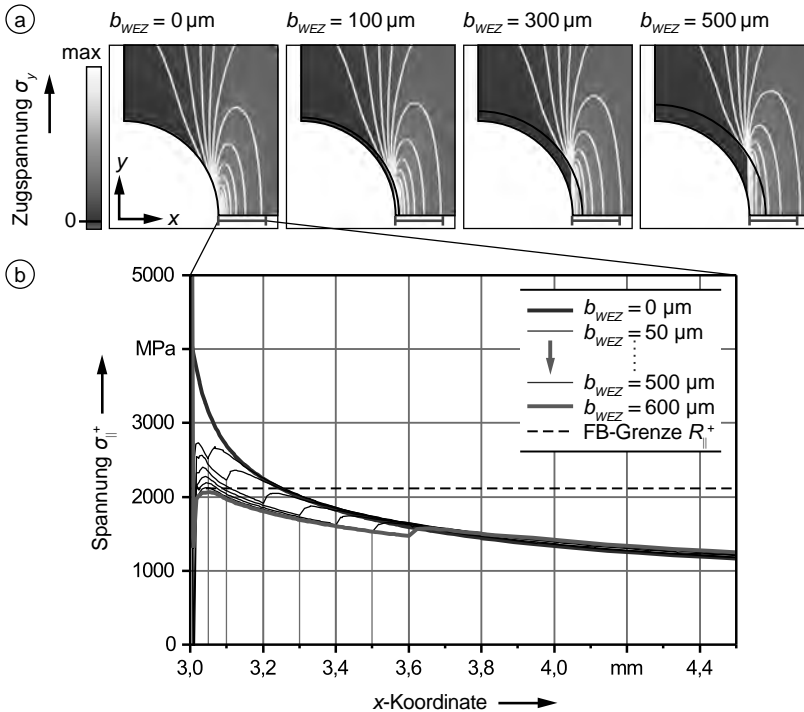 a
b_WEZ = 0 µm
b_WEZ = 100 µm
b_WEZ = 300 µm
b_WEZ = 500 µm
Zugspannung σ_y
max
0
y
x
b
5000
MPa
3000
2000
1000
0
Spannung σ_∥^+
b_WEZ = 0 µm
b_WEZ = 50 µm
b_WEZ = 500 µm
b_WEZ = 600 µm
FB-Grenze R_∥^+
3,0 3,2 3,4 3,6 3,8 4,0 mm 4,4
x-Koordinate